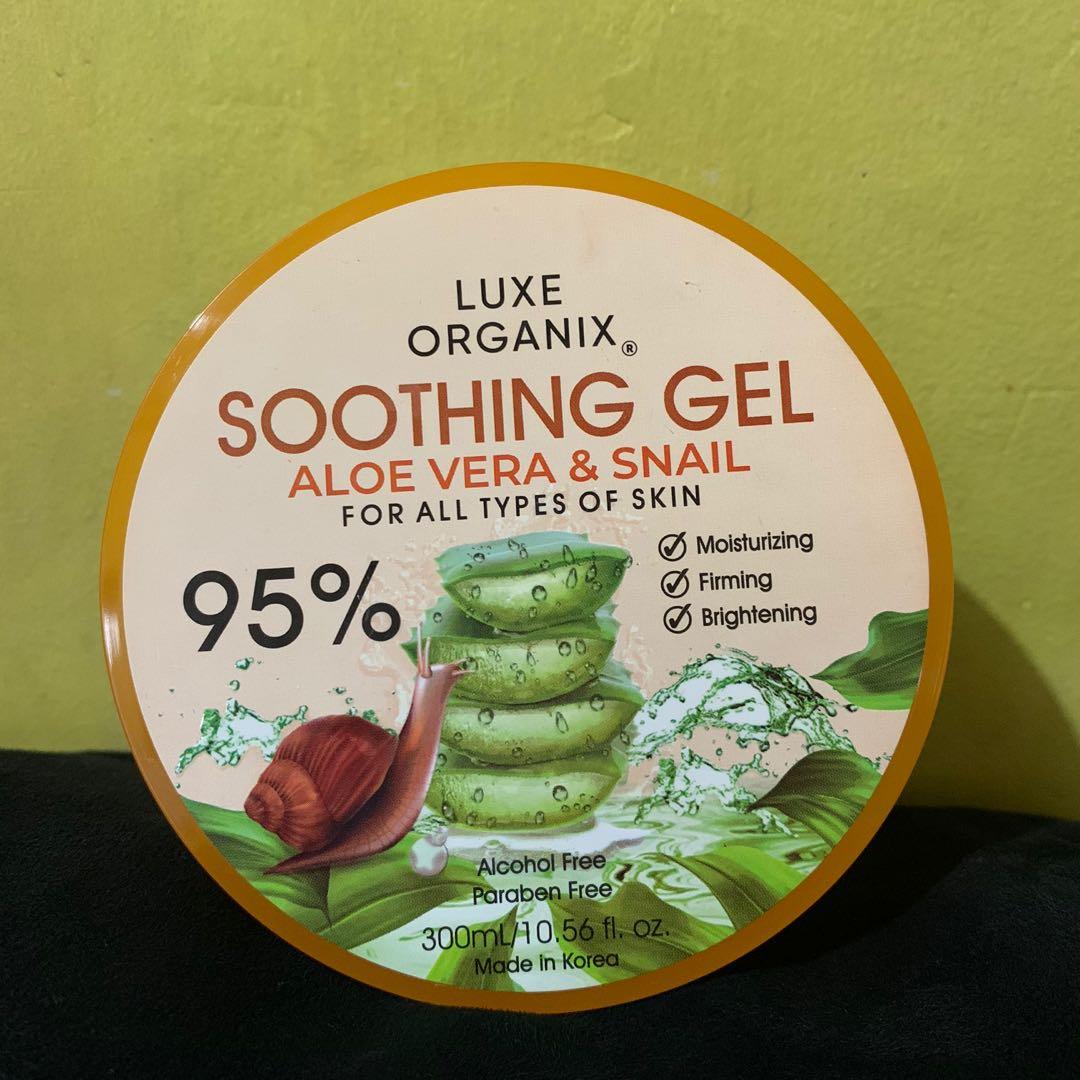 LUXE
ORGANIX®
SOOTHING GEL
ALOE VERA & SNAIL
FOR ALL TYPES OF SKIN
95%
Moisturizing
Firming
Brightening
Alcohol Free
Paraben Free
300mL/10.56 fl. oz.
Made in Korea